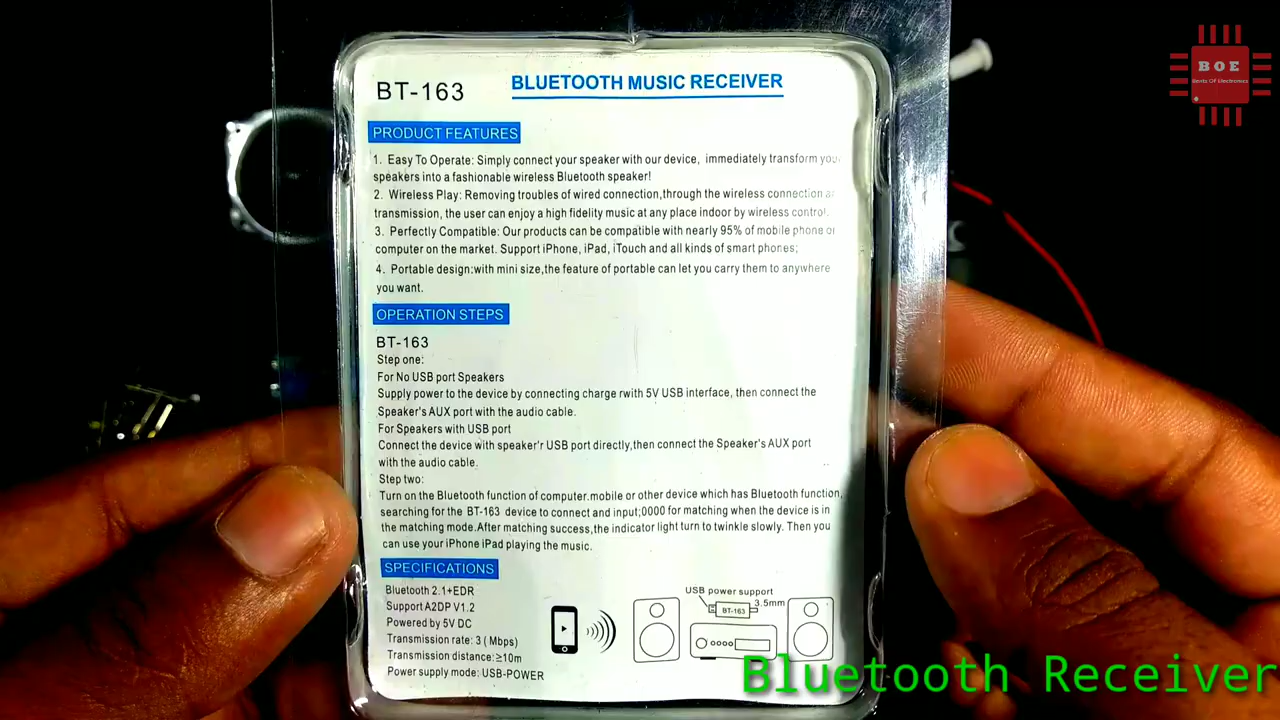 BT-163
BLUETOOTH MUSIC RECEIVER
PRODUCT FEATURES
1. Easy To Operate: Simply connect your speaker with our device, immediately transform your
speakers into a fashionable wireless Bluetooth speaker!
2. Wireless Play: Removing troubles of wired connection,through the wireless connection
transmission, the user can enjoy a high fidelity music at any place indoor by wireless control.
3. Perfectly Compatible: Our products can be compatible with nearly 95% of mobile phone or
computer on the market. Support iPhone, iPad, iTouch and all kinds of smart phones;
4. Portable design:with mini size,the feature of portable can let you carry them to anywhere
you want.
OPERATION STEPS
BT-163
Step one:
For No USB port Speakers
Supply power to the device by connecting charge rwith 5V USB interface, then connect the
Speaker's AUX port with the audio cable.
For Speakers with USB port
Connect the device with speaker'r USB port directly,then connect the Speaker's AUX port
with the audio cable.
Step two:
Turn on the Bluetooth function of computer.mobile or other device which has Bluetooth function,
searching for the BT-163 device to connect and input;0000 for matching when the device is in
the matching mode.After matching success,the indicator light turn to twinkle slowly. Then you
can use your iPhone iPad playing the music.
SPECIFICATIONS
Bluetooth 2.1+EDR
Support A2DP V1.2
Powered by 5V DC
Transmission rate: 3 ( Mbps)
Transmission distance:≥10m
Power supply mode: USB-POWER
USB power support
3.5mm
BT-163
BOE
Bents Of Electronics
Bluetooth Receiver